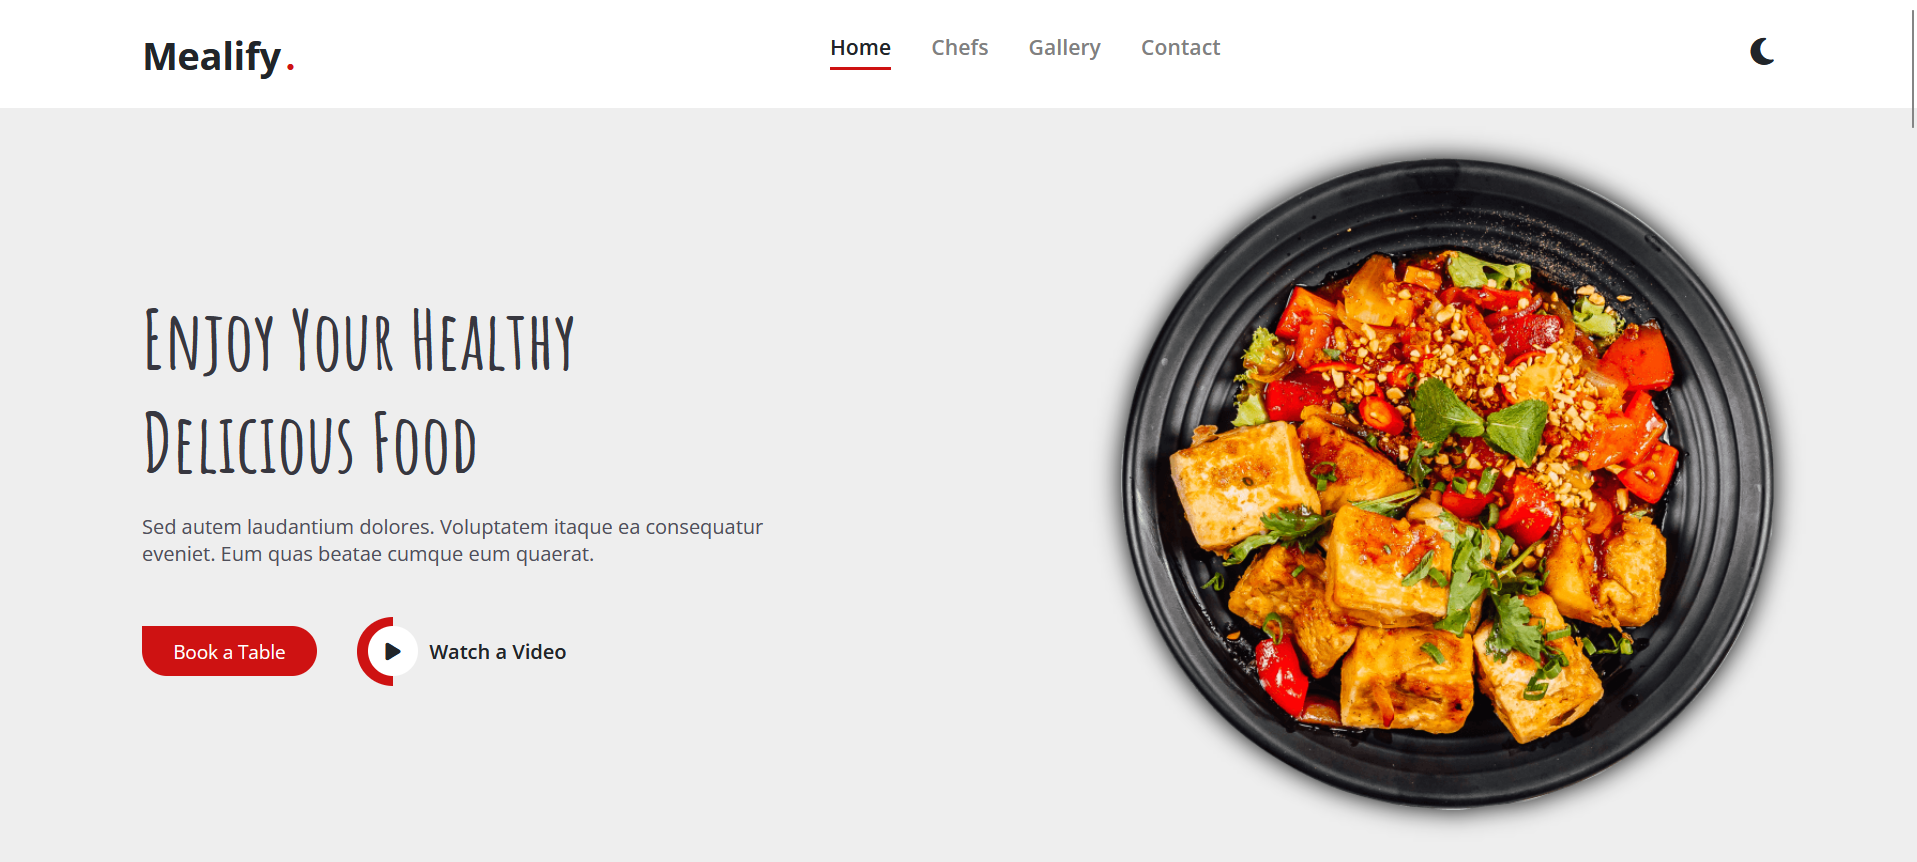 Mealify.
Home Chefs Gallery Contact
Enjoy Your Healthy
Delicious Food
Sed autem laudantium dolores. Voluptatem itaque ea consequatur
eveniet. Eum quas beatae cumque eum quaerat.
Book a Table
Watch a Video